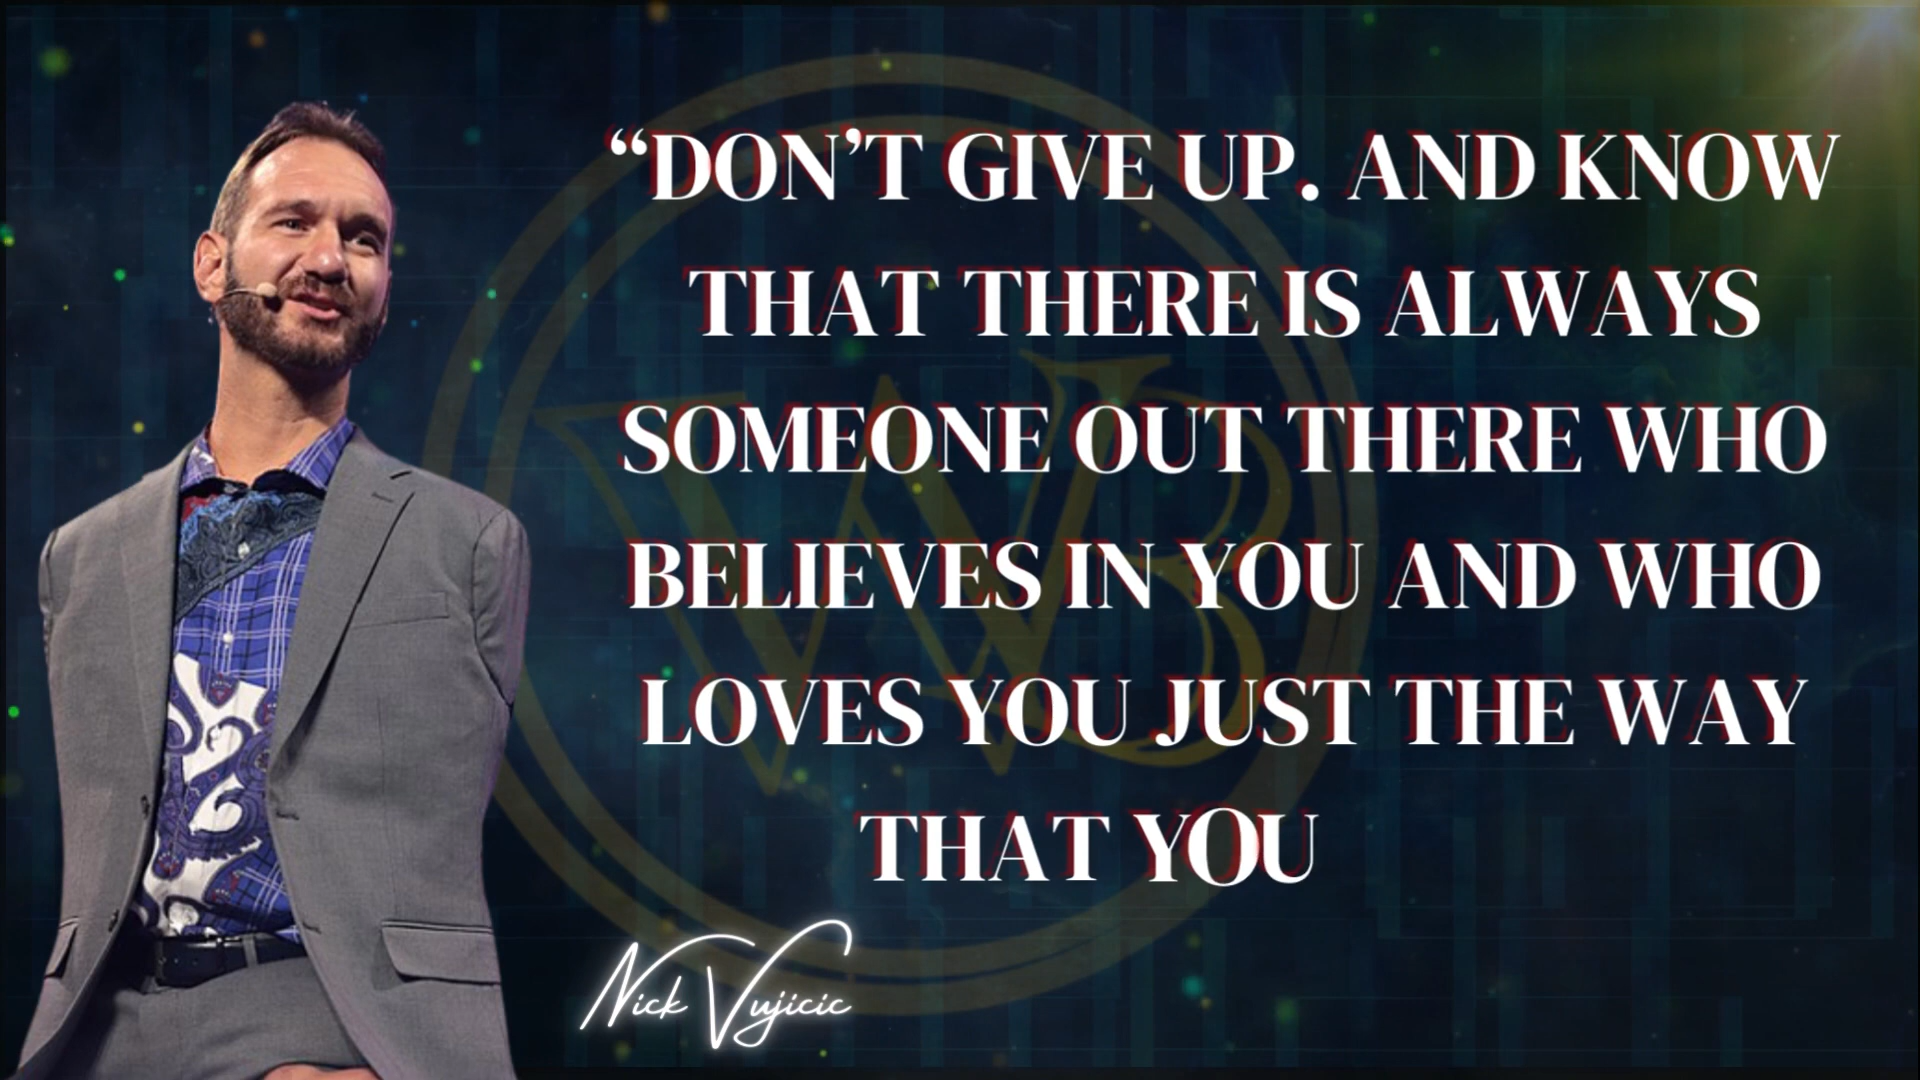 “DON’T GIVE UP. AND KNOW
THAT THERE IS ALWAYS
SOMEONE OUT THERE WHO
BELIEVES IN YOU AND WHO
LOVES YOU JUST THE WAY
THAT YOU
Nick Vujicic
WB